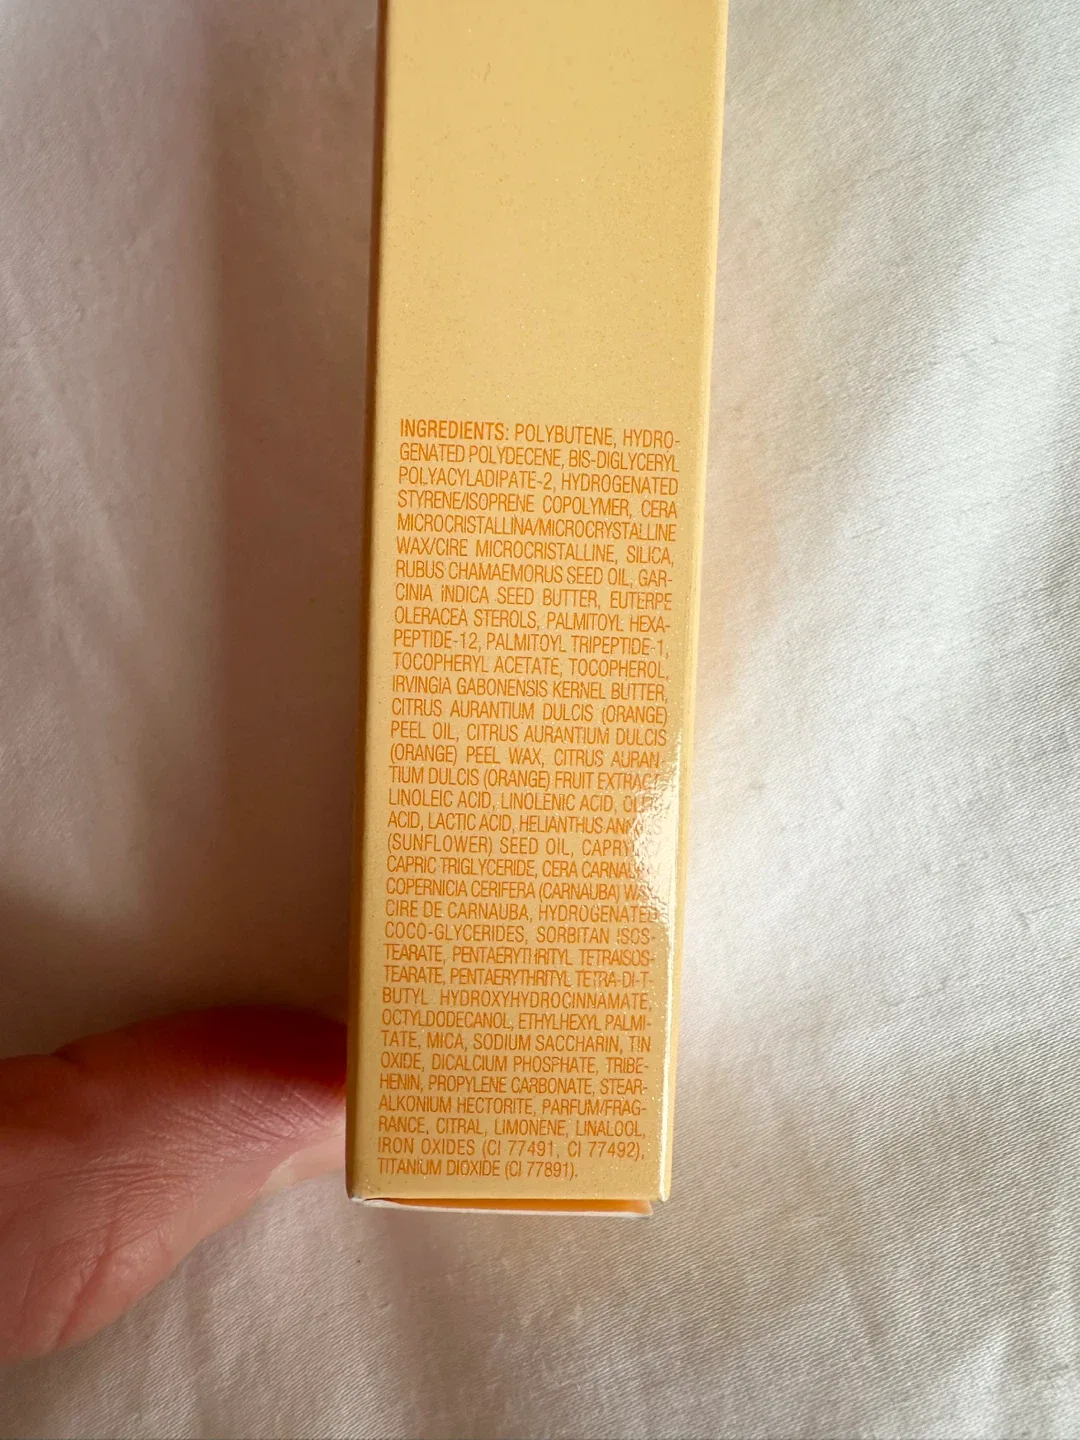 INGREDIENTS: POLYBUTENE, HYDRO-
GENATED POLYDECENE, BIS-DIGLYCERYL
POLYACYLADIPATE-2, HYDROGENATED
STYRENE/ISOPRENE COPOLYMER, CERA
MICROCRISTALLINA/MICROCRYSTALLINE
WAX/CIRE MICROCRISTALLINE, SILICA,
RUBUS CHAMAEMORUS SEED OIL, GAR-
CINIA INDICA SEED BUTTER, EUTERPE
OLERACEA STEROLS, PALMITOYL HEXA-
PEPTIDE-12, PALMITOYL TRIPEPTIDE-1,
TOCOPHERYL ACETATE, TOCOPHEROL,
IRVINGIA GABONENSIS KERNEL BUTTER,
CITRUS AURANTIUM DULCIS (ORANGE)
PEEL OIL, CITRUS AURANTIUM DULCIS
(ORANGE) PEEL WAX, CITRUS AURAN-
TIUM DULCIS (ORANGE) FRUIT EXTRACT,
LINOLEIC ACID, LINOLENIC ACID,
ACID, LACTIC ACID, HELIANTHUS
(SUNFLOWER) SEED OIL,
CAPRIC TRIGLYCERIDE, CERA
COPERNICIA CERIFERA (CARNAUBA)
CIRE DE CARNAUBA, HYDROGENATED
COCO-GLYCERIDES, SORBITAN ISOS-
TEARATE, PENTAERYTHRITYL TETRAISOS-
TEARATE, PENTAERYTHRITYL TETRA-DI-T-
BUTYL HYDROXYHYDROCINNAMATE,
OCTYLDODECANOL, ETHYLHEXYL PALMI-
TATE, MICA, SODIUM SACCHARIN, TIN
OXIDE, DICALCIUM PHOSPHATE, TRIBE-
HENIN, PROPYLENE CARBONATE, STEAR-
ALKONIUM HECTORITE, PARFUM/FRAG-
RANCE, CITRAL, LIMONENE, LINALOOL,
IRON OXIDES (CI 77491, CI 77492),
TITANIUM DIOXIDE (CI 77891).